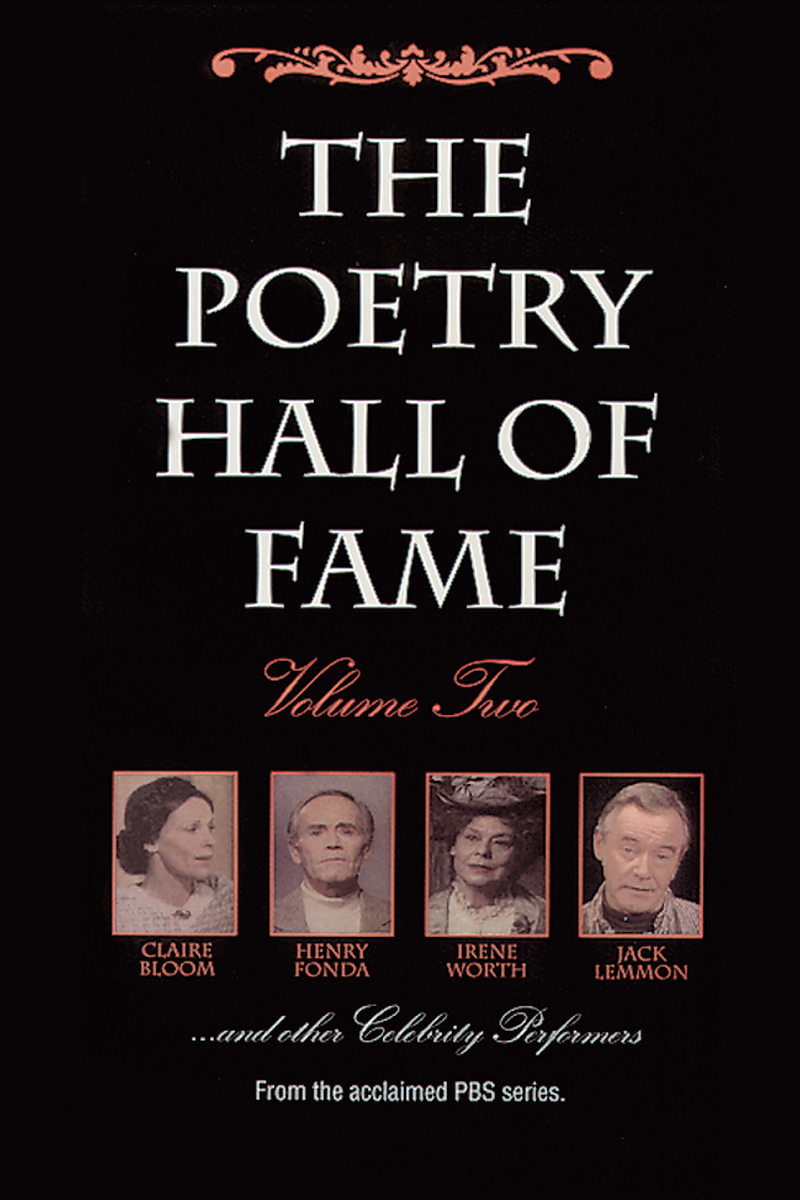 THE
POETRY
HALL OF
FAME
Volume Two
CLAIRE
BLOOM
HENRY
FONDA
IRENE
WORTH
JACK
LEMMON
...and other Celebrity Performers
From the acclaimed PBS series.